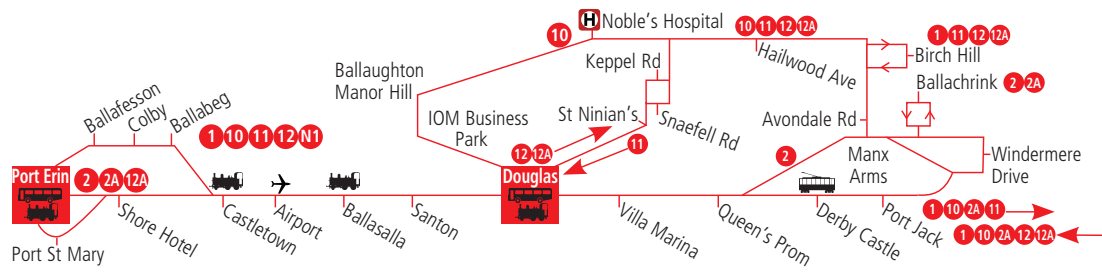 H Noble's Hospital
10
10 11 12 12A
1 11 12 12A
Hailwood Ave
Birch Hill
Keppel Rd
Ballaughton
Manor Hill
Ballachrink 2 2A
Ballafesson
Colby
Ballabeg
IOM Business
Park
St Ninian's
Snaefell Rd
Avondale Rd
1 10 11 12 N1
12 12A
11
2
Manx
Arms
Windermere
Drive
Port Erin
2 2A 12A
Douglas
Port St Mary
Shore Hotel
Castletown
Airport
Ballasalla
Santon
Villa Marina
Queen's Prom
Derby Castle
Port Jack
1 10 2A 11
1 10 2A 12 12A